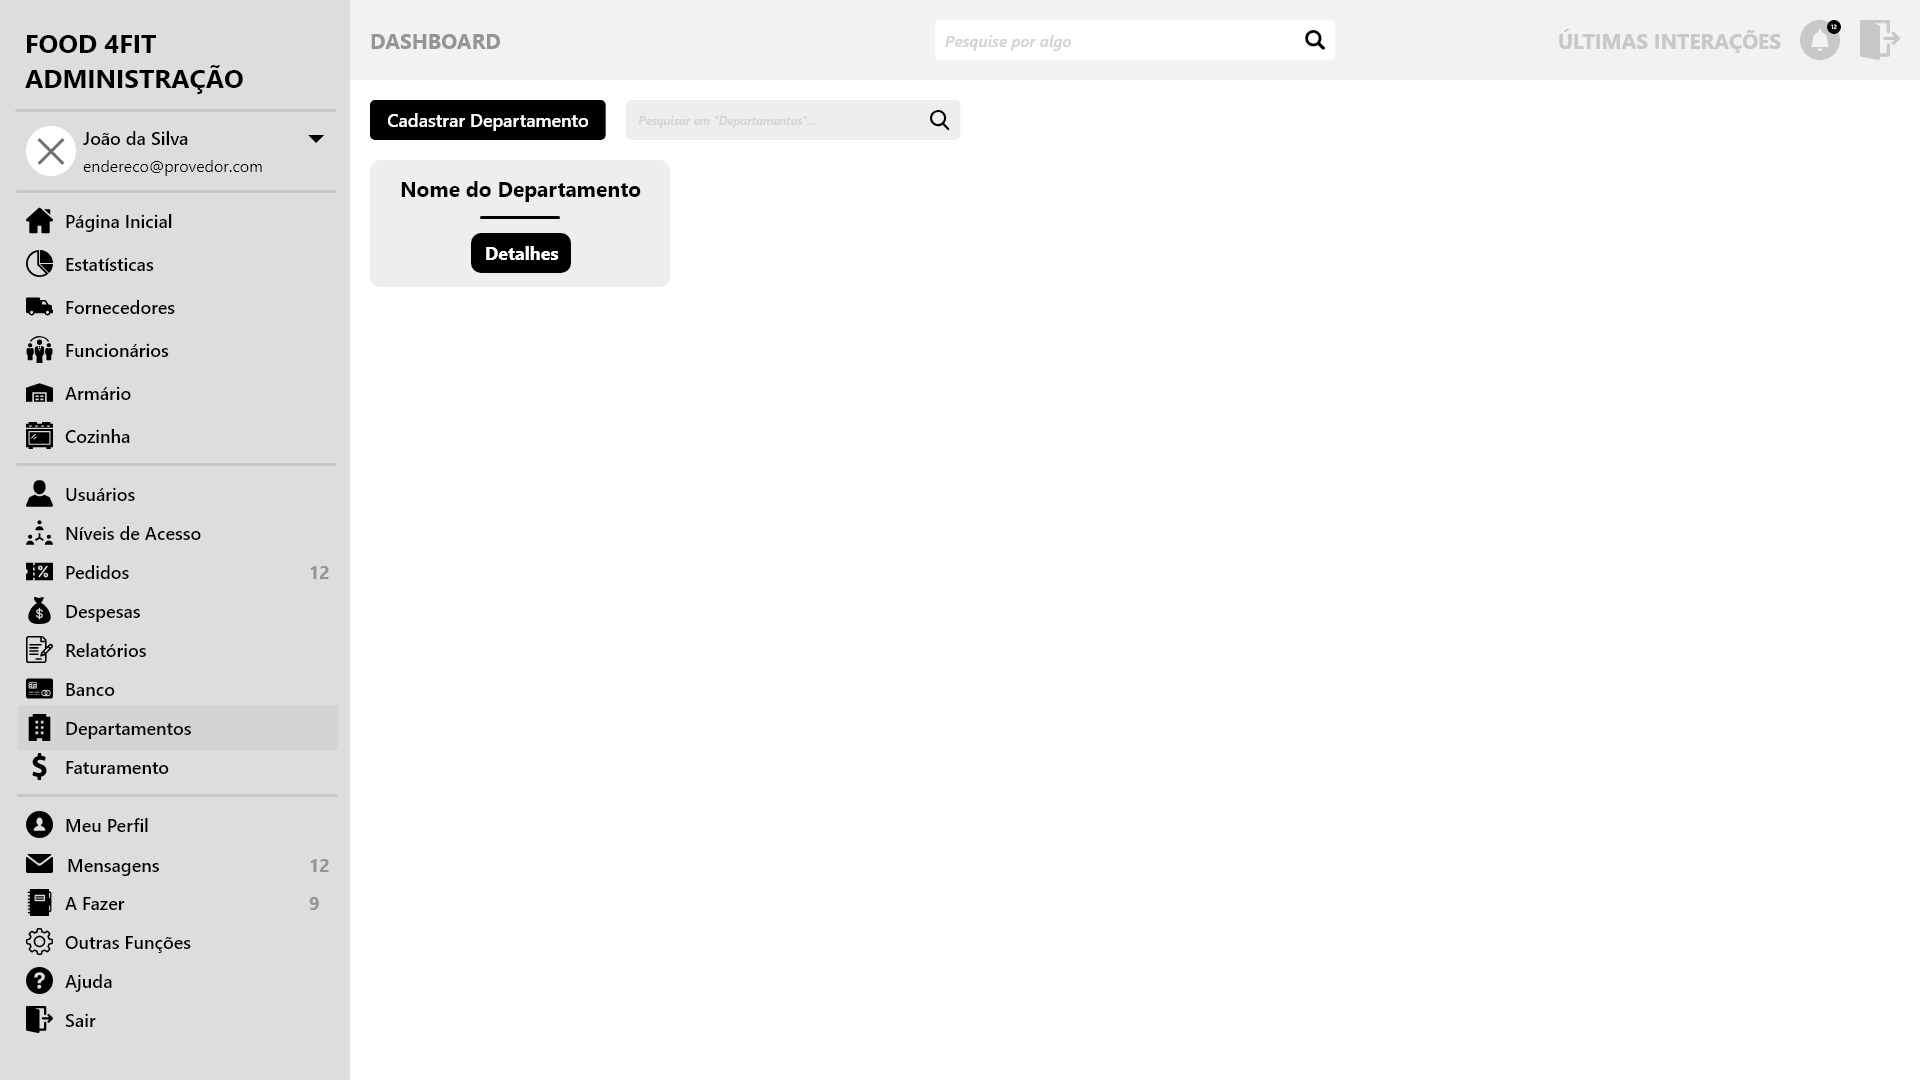 FOOD 4FIT
ADMINISTRAÇÃO
João da Silva
endereco@provedor.com
Página Inicial
Estatísticas
Fornecedores
Funcionários
Armário
Cozinha
Usuários
Níveis de Acesso
Pedidos 12
Despesas
Relatórios
Banco
Departamentos
Faturamento
Meu Perfil
Mensagens 12
A Fazer 9
Outras Funções
Ajuda
Sair
DASHBOARD
Pesquise por algo
ÚLTIMAS INTERAÇÕES
12
Cadastrar Departamento
Pesquisar em "Departamentos"...
Nome do Departamento
Detalhes